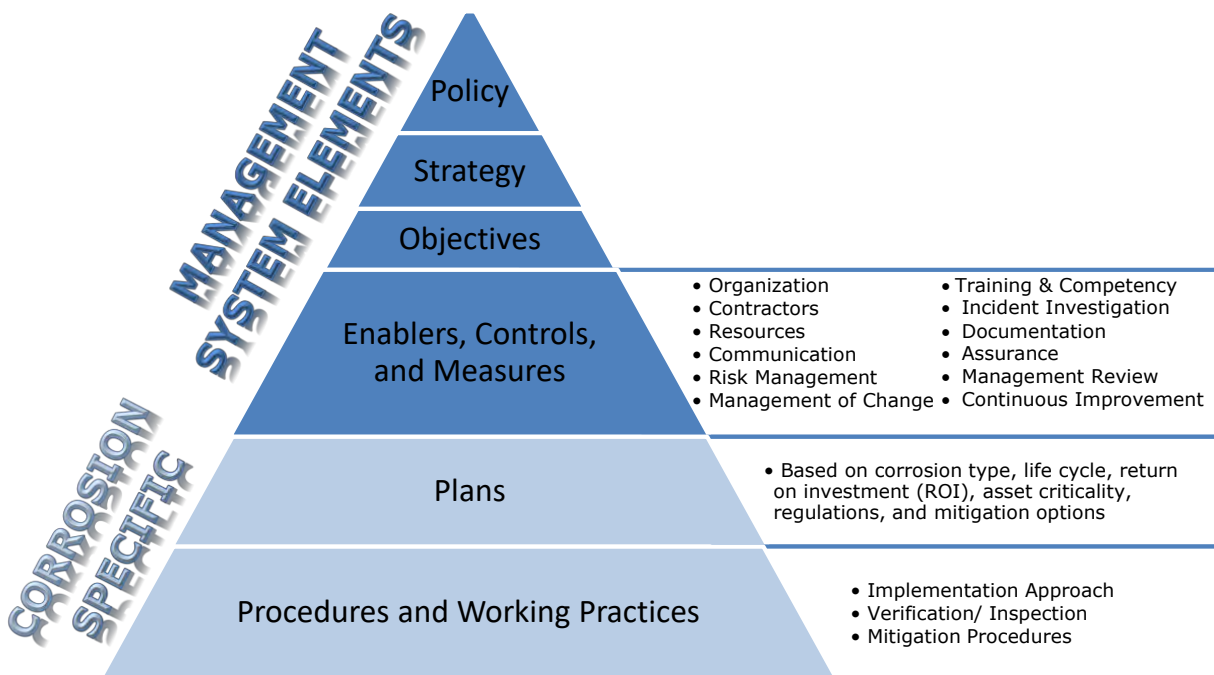 MANAGEMENT
SYSTEM ELEMENTS
Policy
Strategy
Objectives
Enablers, Controls,
and Measures
• Organization
• Contractors
• Resources
• Communication
• Risk Management
• Management of Change
• Training & Competency
• Incident Investigation
• Documentation
• Assurance
• Management Review
• Continuous Improvement
CORROSION
SPECIFIC
Plans
• Based on corrosion type, life cycle, return
on investment (ROI), asset criticality,
regulations, and mitigation options
Procedures and Working Practices
• Implementation Approach
• Verification/ Inspection
• Mitigation Procedures